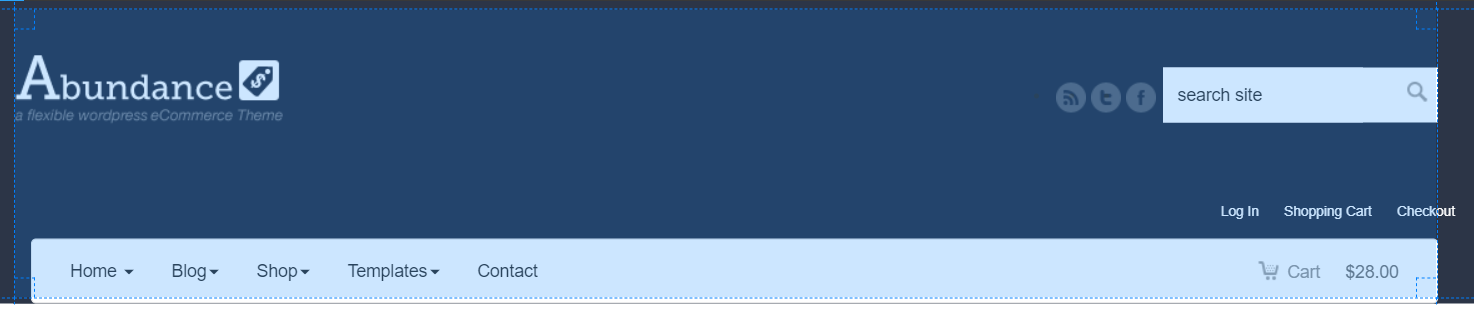 Abundance
a flexible wordpress eCommerce Theme
search site
Log In Shopping Cart Checkout
Home Blog Shop Templates Contact Cart $28.00